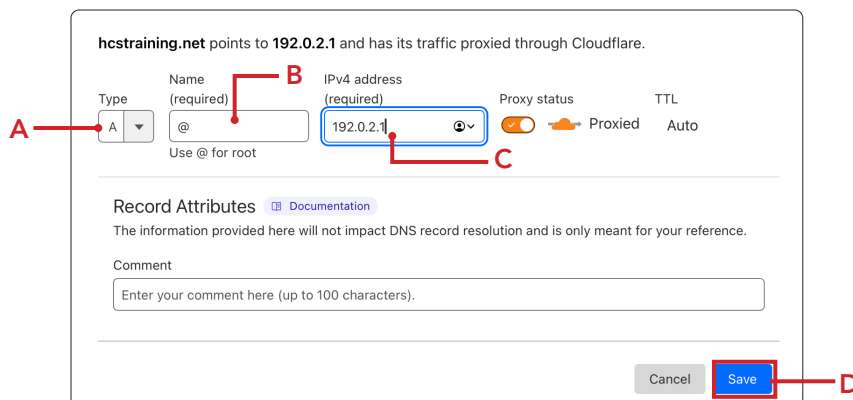 hcstraining.net points to 192.0.2.1 and has its traffic proxied through Cloudflare.
B
Name IPv4 address
Type (required) (required) Proxy status TTL
A A @ 192.0.2.1 Proxied Auto
Use @ for root C
Record Attributes Documentation
The information provided here will not impact DNS record resolution and is only meant for your reference.
Comment
Enter your comment here (up to 100 characters).
Cancel Save D